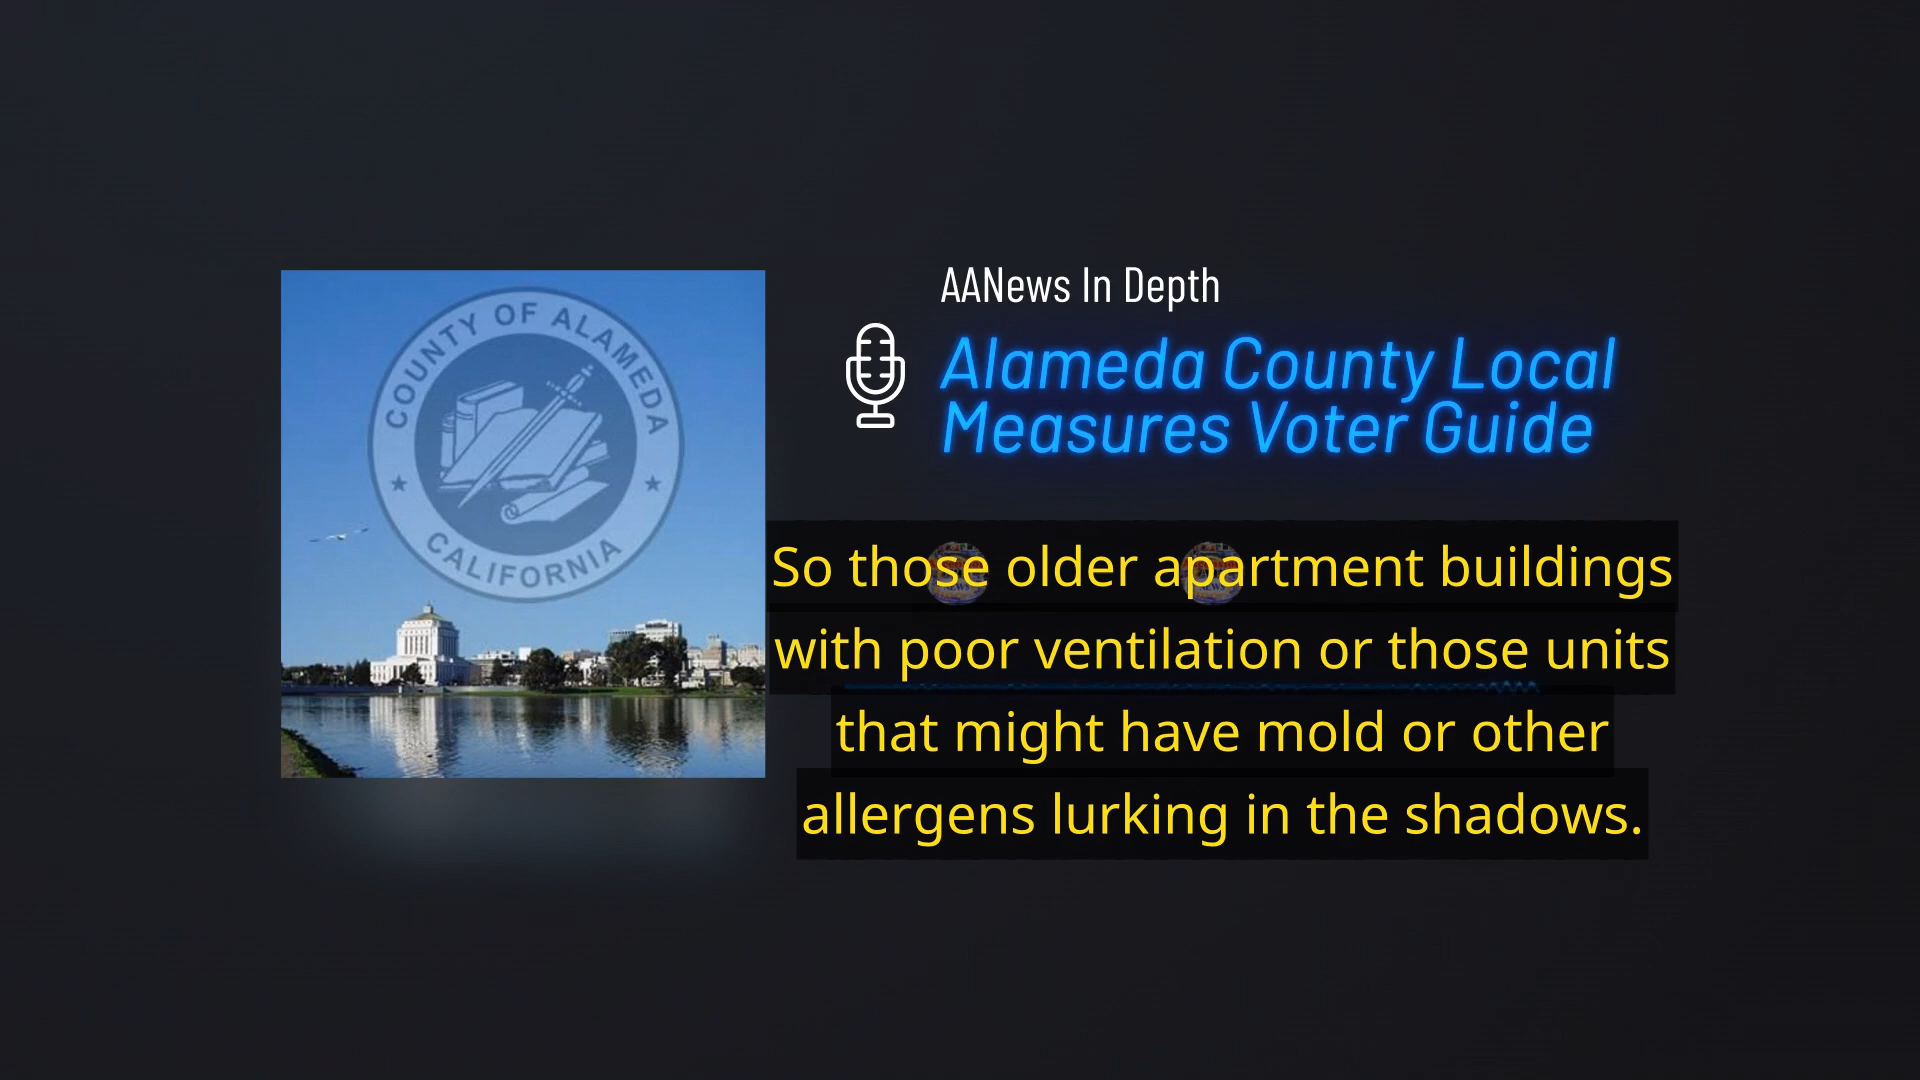 COUNTY OF ALAMEDA
CALIFORNIA
AANews In Depth
Alameda County Local
Measures Voter Guide
So those older apartment buildings
with poor ventilation or those units
that might have mold or other
allergens lurking in the shadows.